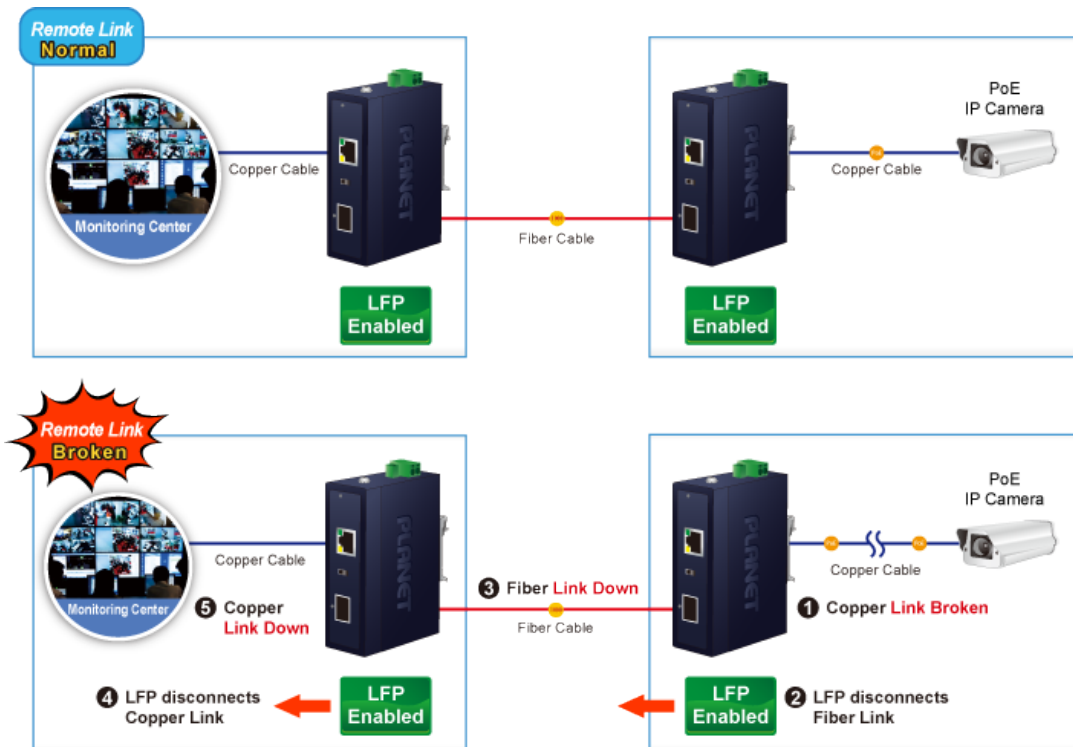 Remote Link
Normal
PoE
IP Camera
PLANET
PLANET
Copper Cable
PoE
Copper Cable
Monitoring Center
Fiber Cable
LFP
Enabled
LFP
Enabled
Remote Link
Broken
PoE
IP Camera
PLANET
PLANET
Copper Cable
PoE
PoE
Copper Cable
Monitoring Center
❺ Copper
Link Down
❸ Fiber Link Down
Fiber Cable
❶ Copper Link Broken
❹ LFP disconnects
Copper Link
LFP
Enabled
LFP
Enabled
❷ LFP disconnects
Fiber Link